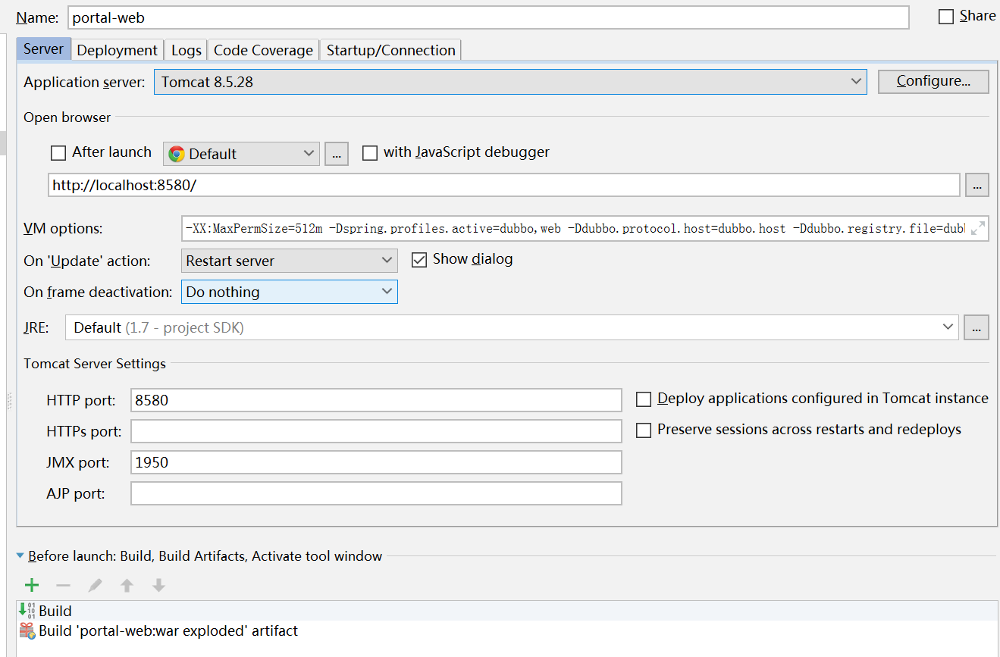 Name: portal-web Share
Server Deployment Logs Code Coverage Startup/Connection
Application server: Tomcat 8.5.28 Configure...
Open browser
After launch Default ... with JavaScript debugger
http://localhost:8580/ ...
VM options: -XX:MaxPermSize=512m -Dspring.profiles.active=dubbo,web -Ddubbo.protocol.host=dubbo.host -Ddubbo.registry.file=dubb
On 'Update' action: Restart server Show dialog
On frame deactivation: Do nothing
JRE: Default (1.7 - project SDK) ...
Tomcat Server Settings
HTTP port: 8580 Deploy applications configured in Tomcat instance
HTTPs port: Preserve sessions across restarts and redeploys
JMX port: 1950
AJP port:
Before launch: Build, Build Artifacts, Activate tool window
Build
Build 'portal-web:war exploded' artifact